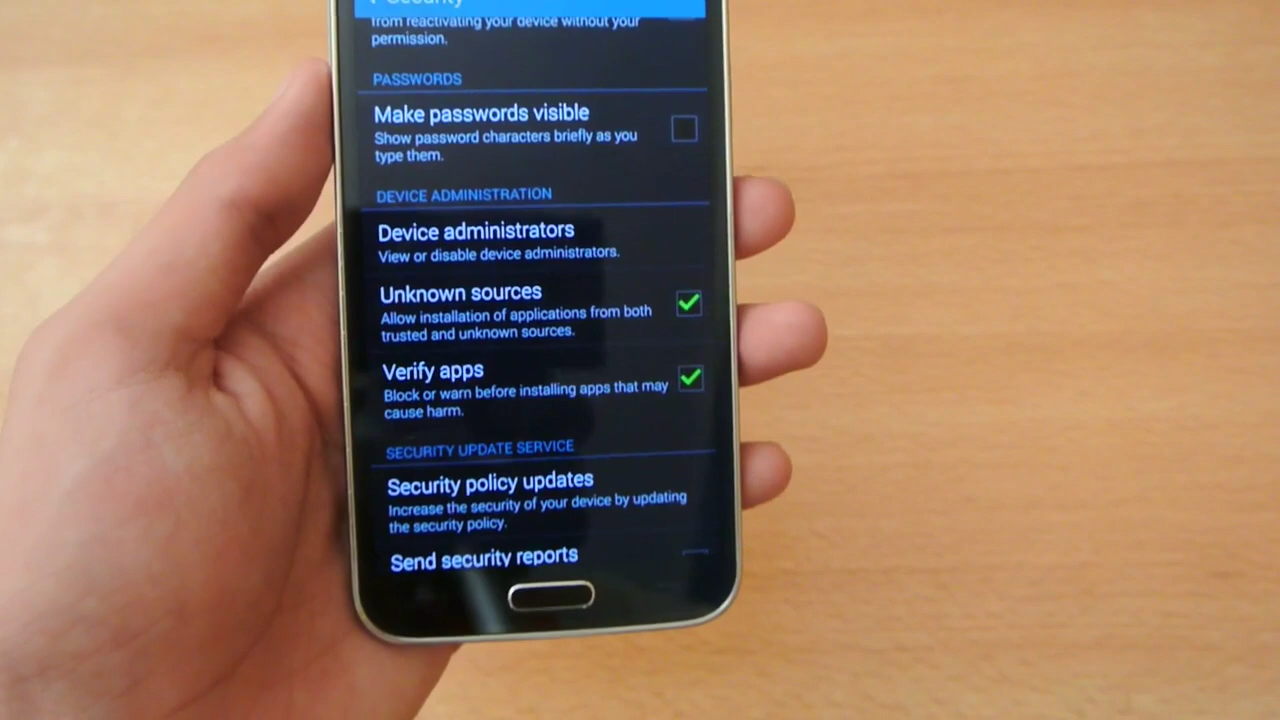 Security
from reactivating your device without your
permission.
PASSWORDS
Make passwords visible
Show password characters briefly as you
type them.
DEVICE ADMINISTRATION
Device administrators
View or disable device administrators.
Unknown sources
Allow installation of applications from both
trusted and unknown sources.
Verify apps
Block or warn before installing apps that may
cause harm.
SECURITY UPDATE SERVICE
Security policy updates
Increase the security of your device by updating
the security policy.
Send security reports